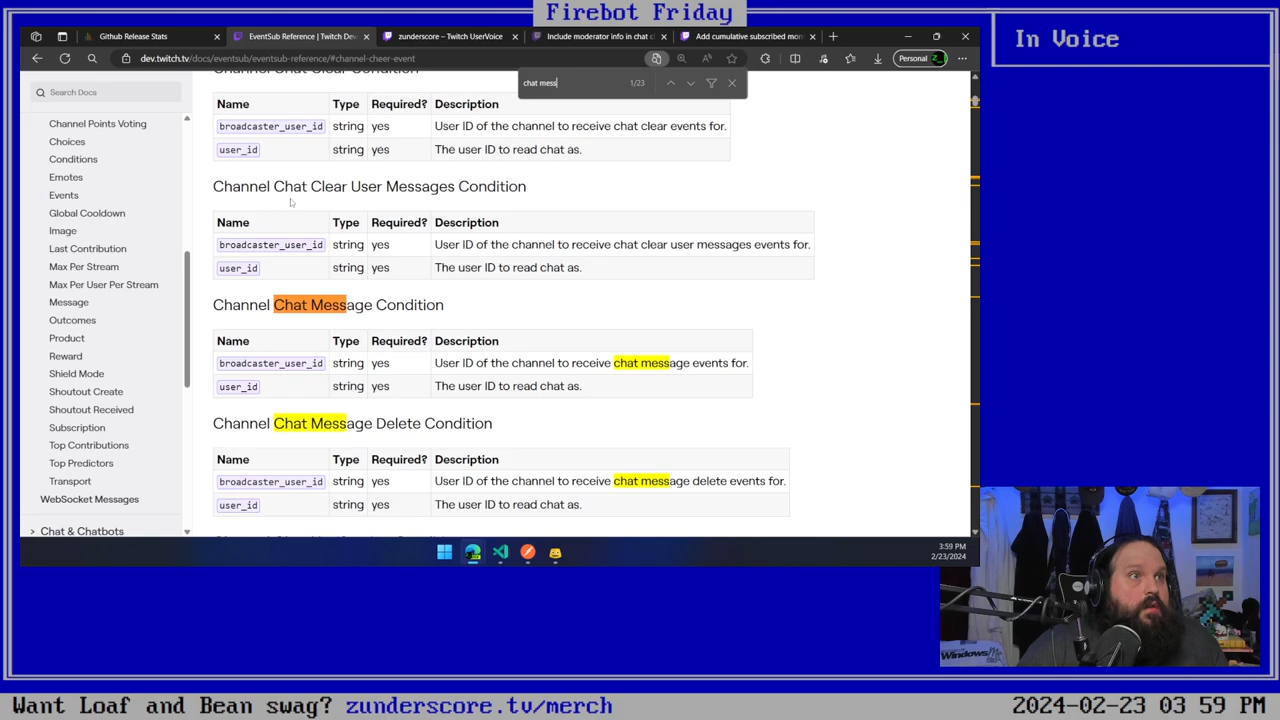 Firebot Friday
In Voice
Github Release Stats
EventSub Reference | Twitch Dev
zunderscore – Twitch UserVoice
Include moderator info in chat c
Add cumulative subscribed mon
dev.twitch.tv/docs/eventsub/eventsub-reference/#channel-cheer-event
Personal
chat mess
1/23
Search Docs
Channel Points Voting
Choices
Conditions
Emotes
Events
Global Cooldown
Image
Last Contribution
Max Per Stream
Max Per User Per Stream
Message
Outcomes
Product
Reward
Shield Mode
Shoutout Create
Shoutout Received
Subscription
Top Contributions
Top Predictors
Transport
WebSocket Messages
Chat & Chatbots
Channel Chat Clear Condition
Name Type Required? Description
broadcaster_user_id string yes User ID of the channel to receive chat clear events for.
user_id string yes The user ID to read chat as.
Channel Chat Clear User Messages Condition
Name Type Required? Description
broadcaster_user_id string yes User ID of the channel to receive chat clear user messages events for.
user_id string yes The user ID to read chat as.
Channel Chat Message Condition
Name Type Required? Description
broadcaster_user_id string yes User ID of the channel to receive chat message events for.
user_id string yes The user ID to read chat as.
Channel Chat Message Delete Condition
Name Type Required? Description
broadcaster_user_id string yes User ID of the channel to receive chat message delete events for.
user_id string yes The user ID to read chat as.
3:59 PM
2/23/2024
Windows
Want Loaf and Bean swag? zunderscore.tv/merch
2024-02-23 03 59 PM